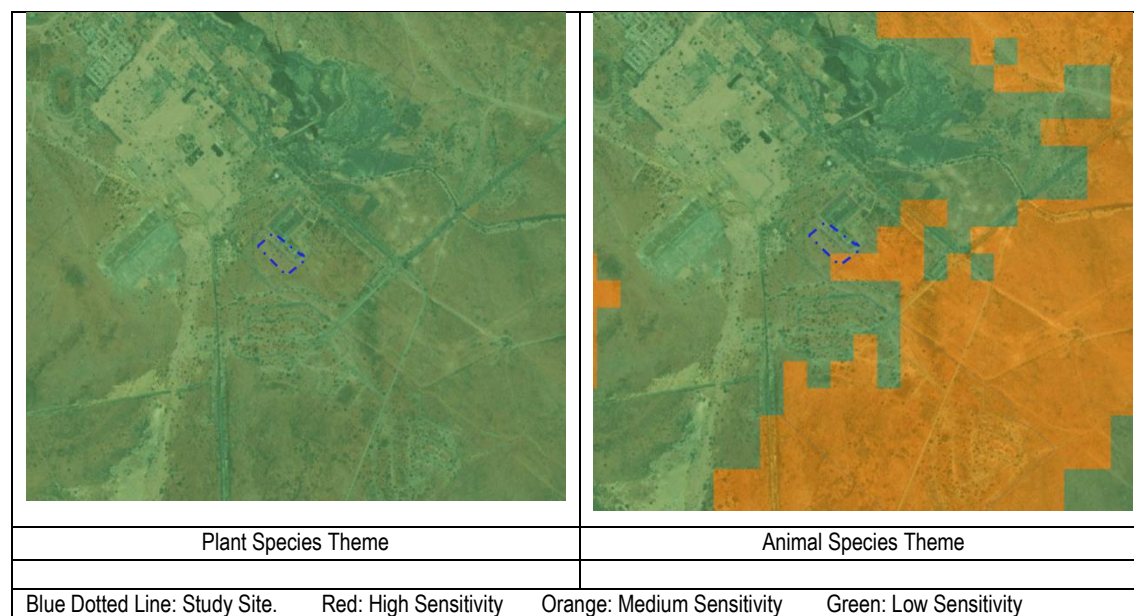 Plant Species Theme
Animal Species Theme
Blue Dotted Line: Study Site. Red: High Sensitivity Orange: Medium Sensitivity Green: Low Sensitivity